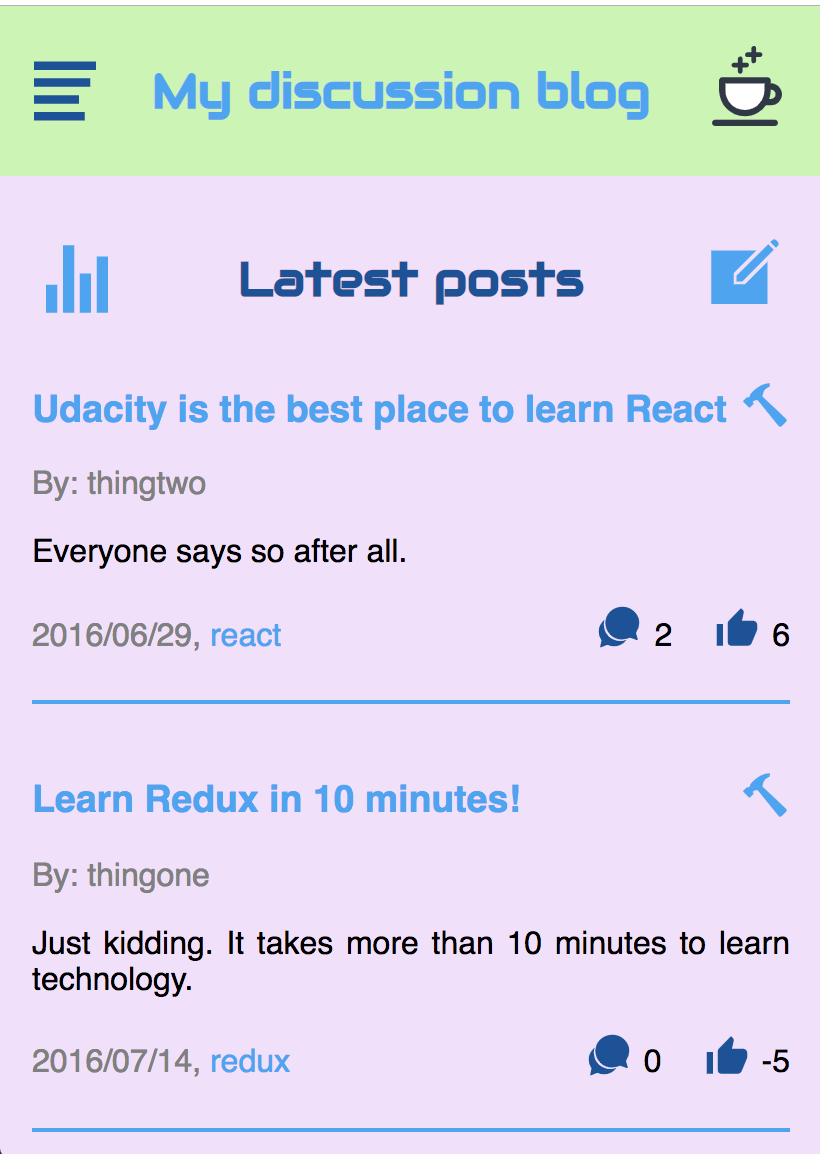 My discussion blog
Latest posts
Udacity is the best place to learn React
By: thingtwo
Everyone says so after all.
2016/06/29, react 2 6
Learn Redux in 10 minutes!
By: thingone
Just kidding. It takes more than 10 minutes to learn
technology.
2016/07/14, redux 0 -5